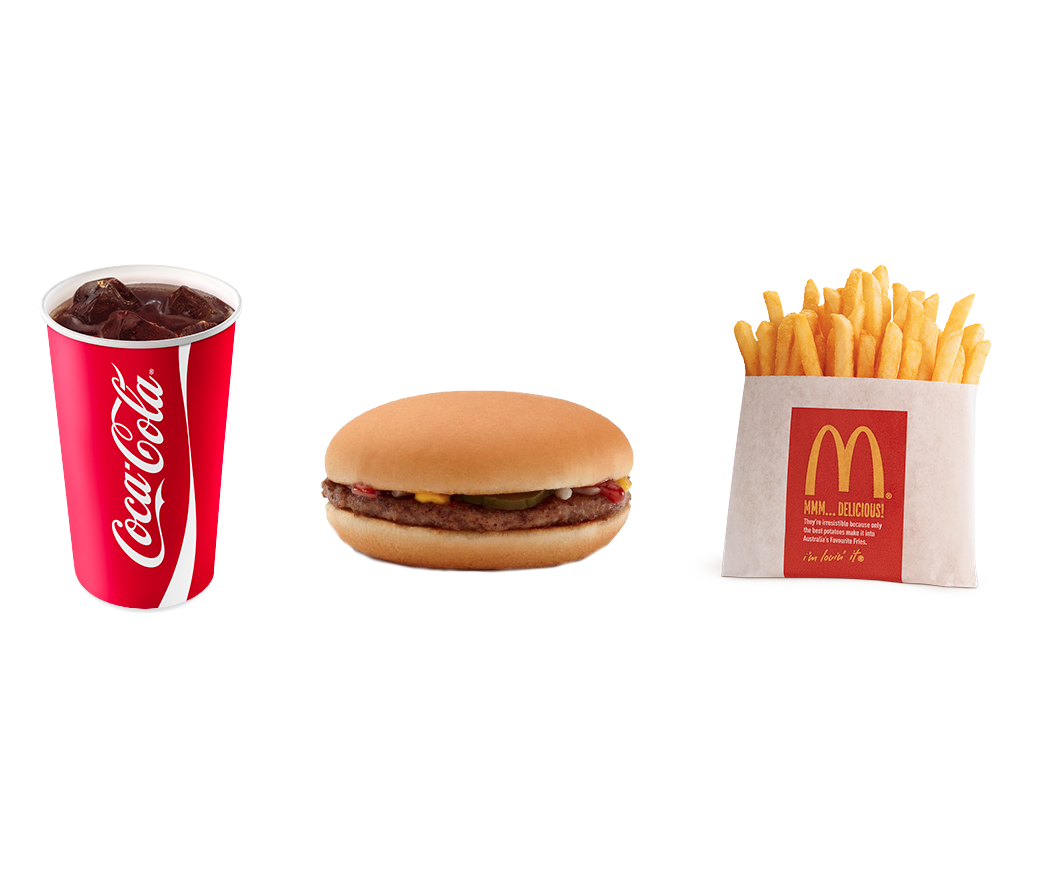 Coca-Cola®
M®
MMM... DELICIOUS!
They're irresistible because only
the best potatoes make it into
Australia's Favourite Fries.
i'm lovin' it®